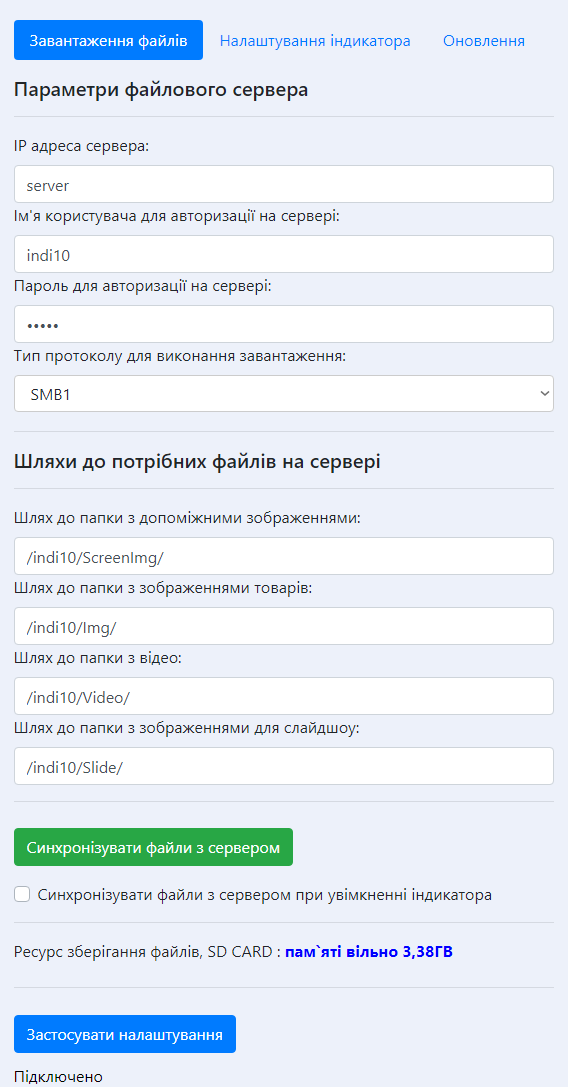 Завантаження файлів Налаштування індикатора Оновлення
Параметри файлового сервера
IP адреса сервера:
server
Ім'я користувача для авторизації на сервері:
indi10
Пароль для авторизації на сервері:
•••••
Тип протоколу для виконання завантаження:
SMB1
Шляхи до потрібних файлів на сервері
Шлях до папки з допоміжними зображеннями:
/indi10/ScreenImg/
Шлях до папки з зображеннями товарів:
/indi10/Img/
Шлях до папки з відео:
/indi10/Video/
Шлях до папки з зображеннями для слайдшоу:
/indi10/Slide/
Синхронізувати файли з сервером
Синхронізувати файли з сервером при увімкненні індикатора
Ресурс зберігання файлів, SD CARD : пам`яті вільно 3,38ГВ
Застосувати налаштування
Підключено